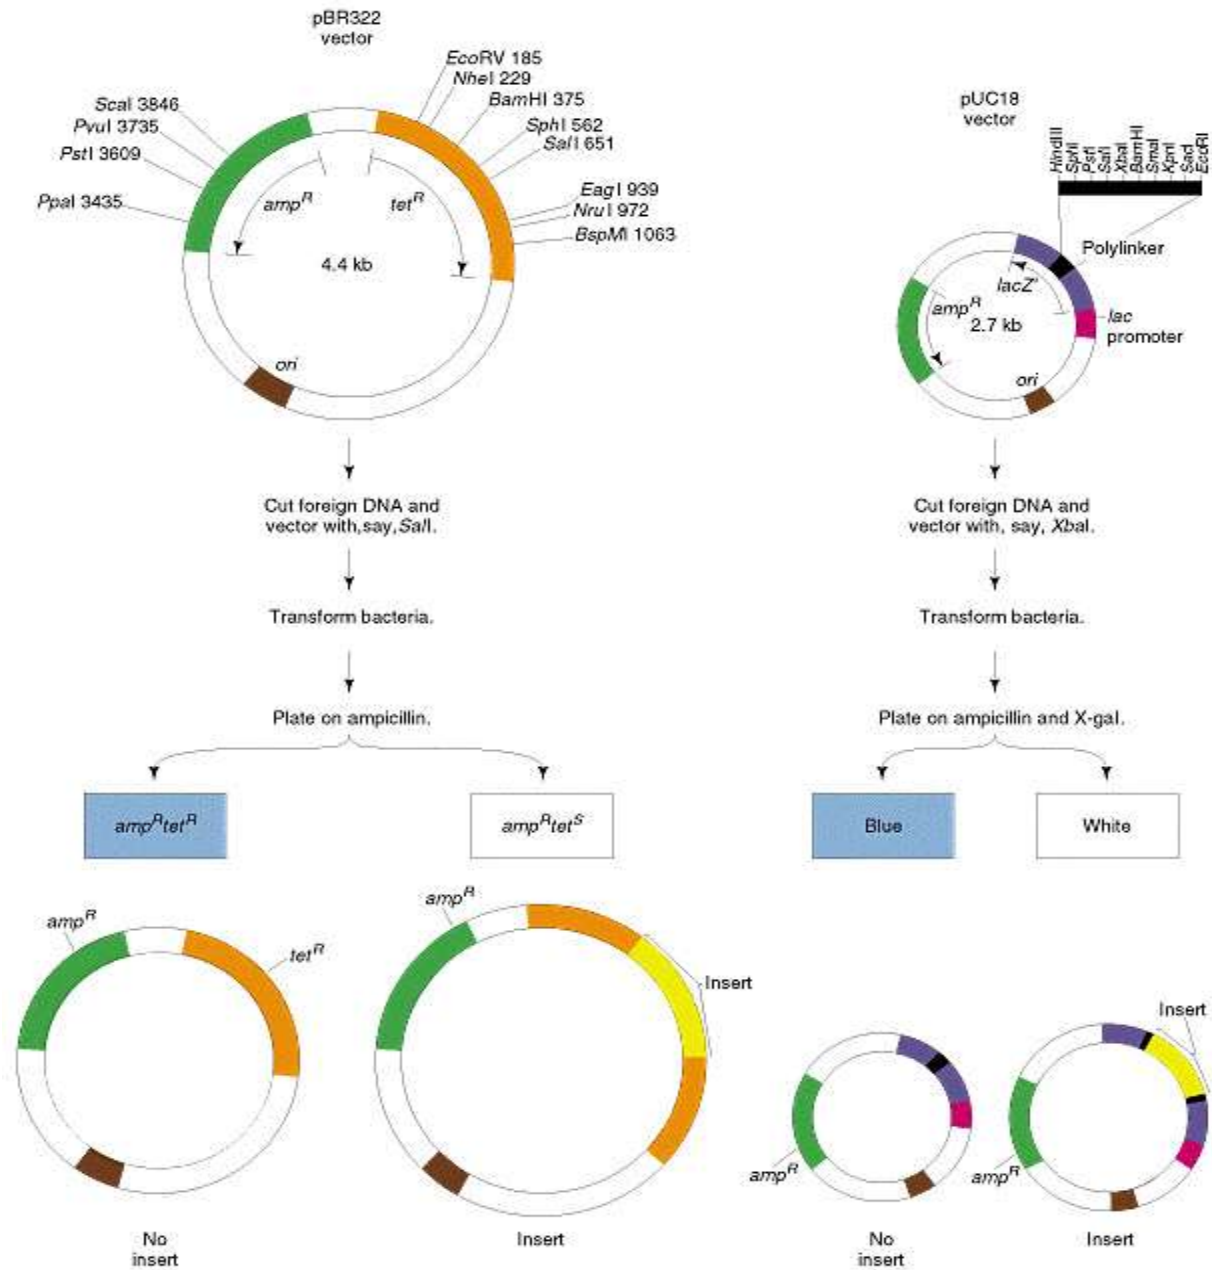 pBR322
vector
EcoRV 185
NheI 229
BamHI 375
SphI 562
SalI 651
EagI 939
NruI 972
BspMI 1063
ScaI 3846
PvuI 3735
PstI 3609
PpaI 3435
ampR
tetR
4.4 kb
ori
Cut foreign DNA and
vector with,say,SalI.
Transform bacteria.
Plate on ampicillin.
ampRtetR
ampRtetS
ampR
tetR
No
insert
ampR
Insert
Insert
pUC18
vector
HindIII
SphI
PstI
SalI
XbaI
BamHI
SmaI
KpnI
SacI
EcoRI
Polylinker
lacZ'
ampR
2.7 kb
lac
promoter
ori
Cut foreign DNA and
vector with, say, XbaI.
Transform bacteria.
Plate on ampicillin and X-gal.
Blue
White
ampR
No
insert
Insert
ampR
Insert